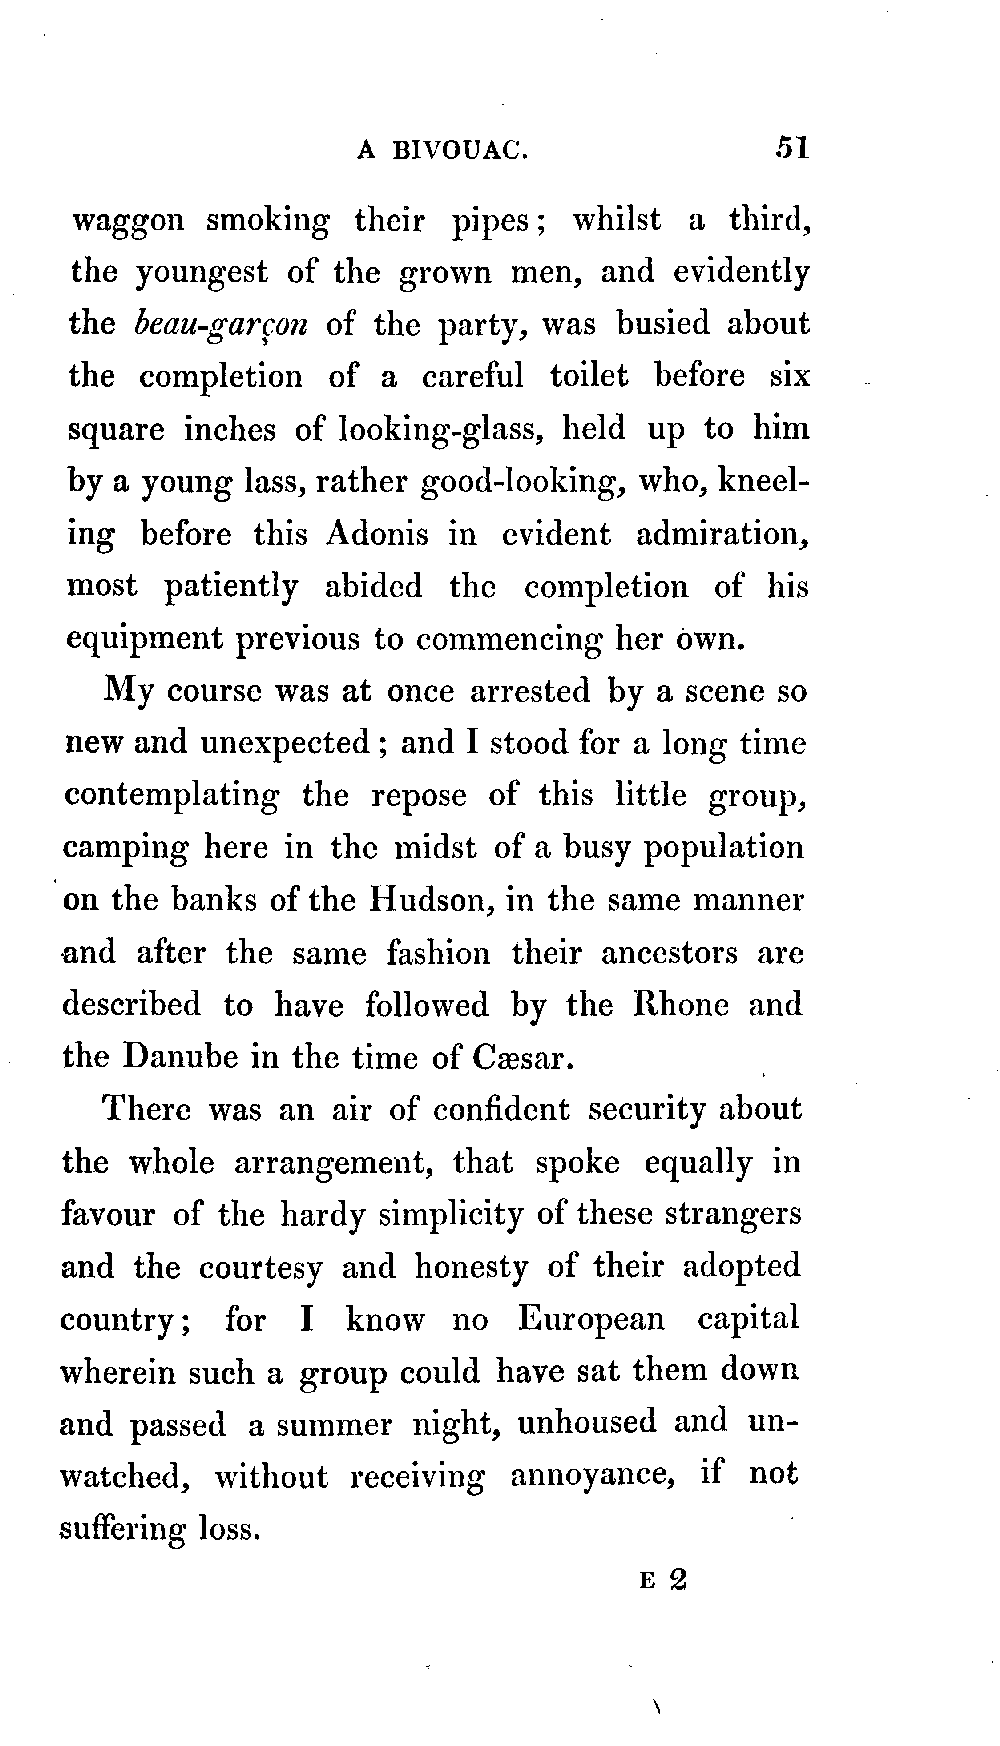 A BIVOUAC. 51
waggon smoking their pipes; whilst a third,
the youngest of the grown men, and evidently
the beau-garçon of the party, was busied about
the completion of a careful toilet before six
square inches of looking-glass, held up to him
by a young lass, rather good-looking, who, kneel-
ing before this Adonis in evident admiration,
most patiently abided the completion of his
equipment previous to commencing her own.
My course was at once arrested by a scene so
new and unexpected; and I stood for a long time
contemplating the repose of this little group,
camping here in the midst of a busy population
on the banks of the Hudson, in the same manner
and after the same fashion their ancestors are
described to have followed by the Rhone and
the Danube in the time of Cæsar.
There was an air of confident security about
the whole arrangement, that spoke equally in
favour of the hardy simplicity of these strangers
and the courtesy and honesty of their adopted
country; for I know no European capital
wherein such a group could have sat them down
and passed a summer night, unhoused and un-
watched, without receiving annoyance, if not
suffering loss.
E 2